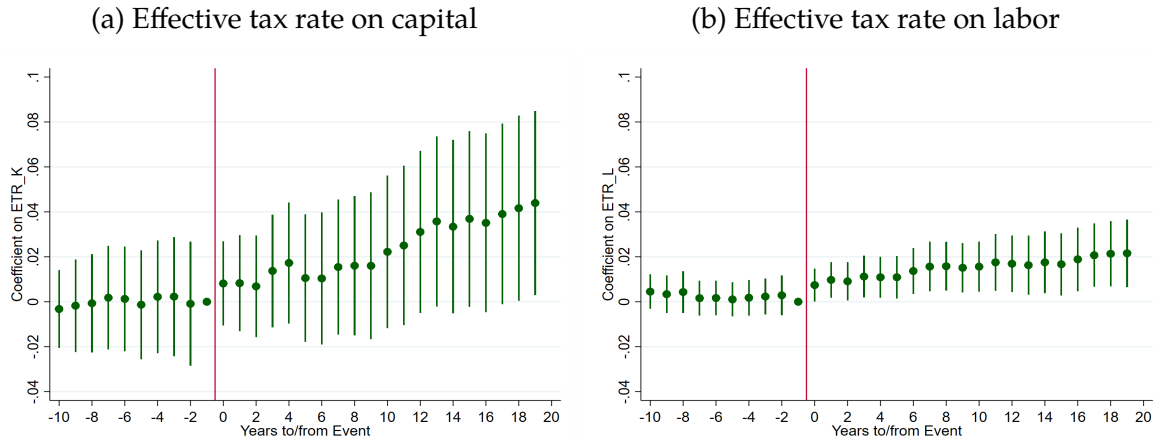 (a) Effective tax rate on capital
Coefficient on ETR_K
.1
.08
.06
.04
.02
0
-.02
-.04
-10 -8 -6 -4 -2 0 2 4 6 8 10 12 14 16 18 20
Years to/from Event
(b) Effective tax rate on labor
Coefficient on ETR_L
.1
.08
.06
.04
.02
0
-.02
-.04
-10 -8 -6 -4 -2 0 2 4 6 8 10 12 14 16 18 20
Years to/from Event